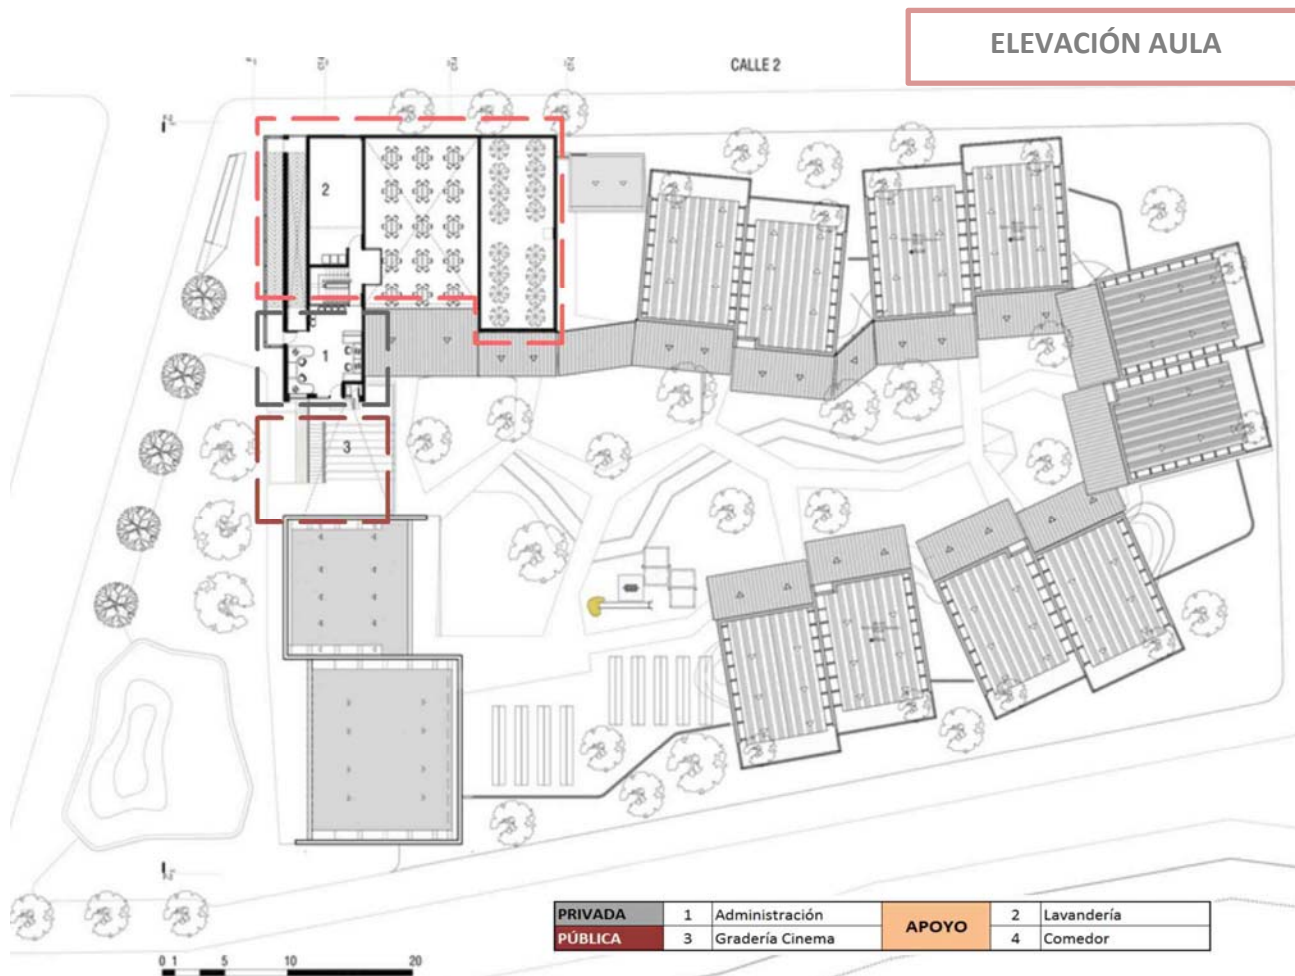 ELEVACIÓN AULA
CALLE 2
2
1
3
PRIVADA 1 Administración APOYO 2 Lavandería
PÚBLICA 3 Gradería Cinema 4 Comedor
0 1 5 10 20